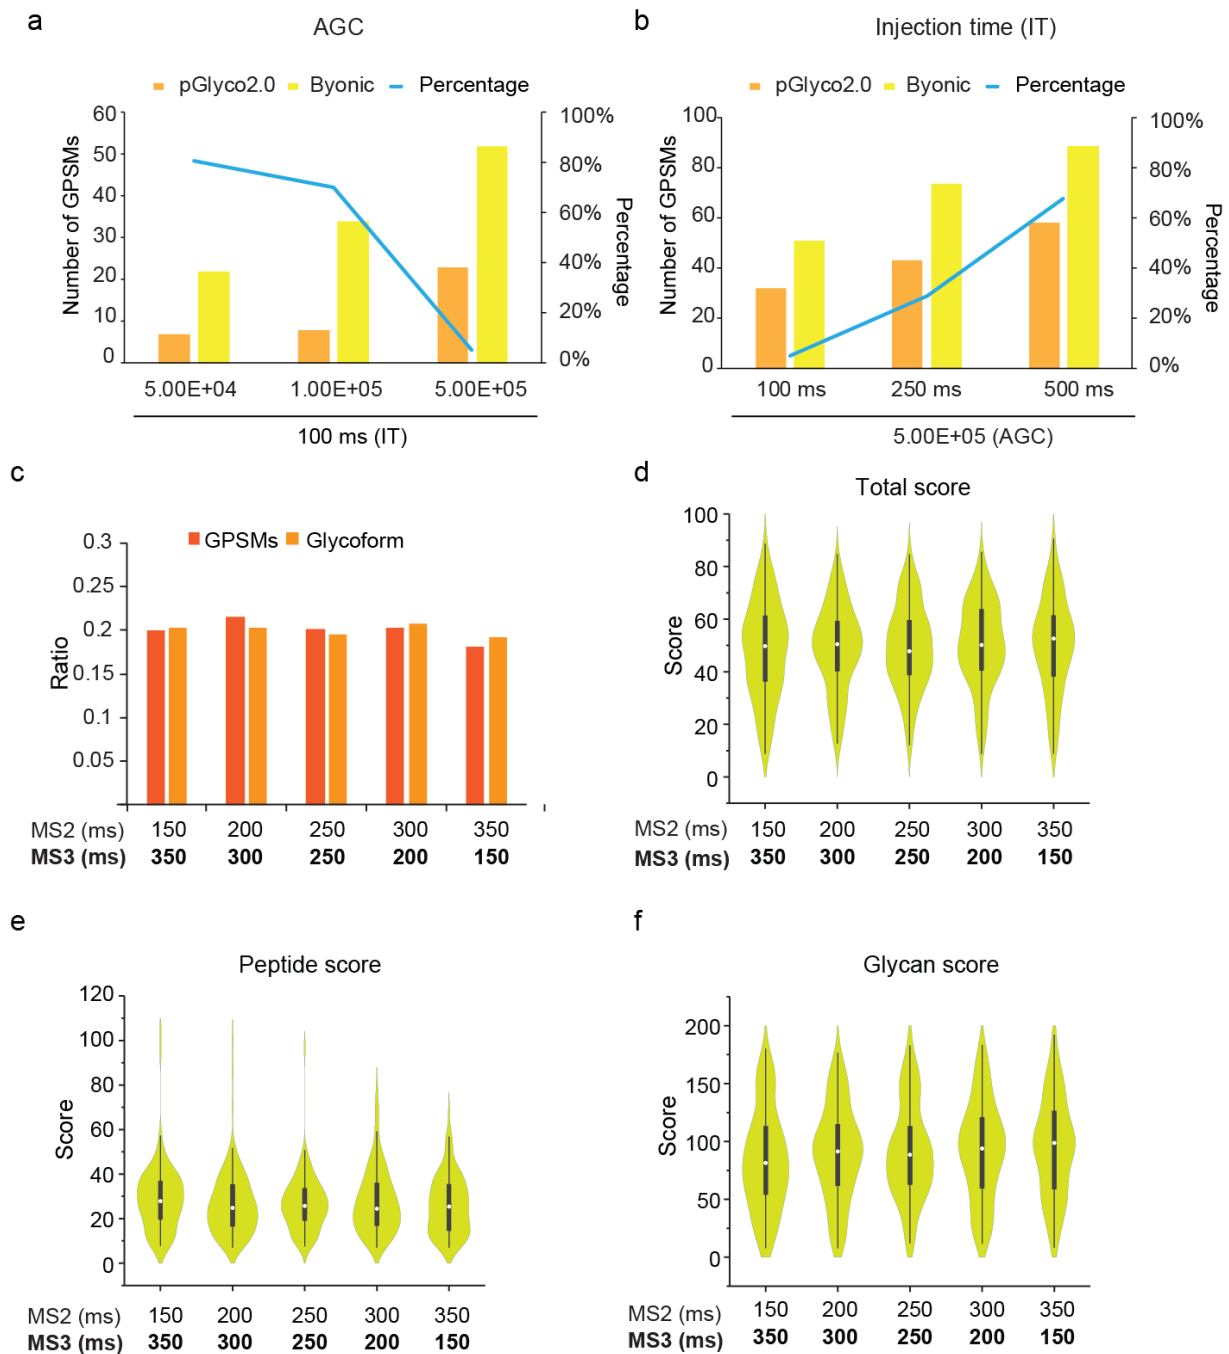 a
AGC
pGlyco2.0 Byonic Percentage
Number of GPSMs
60
50
40
30
20
10
0
100%
80%
60%
40%
20%
0%
Percentage
5.00E+04 1.00E+05 5.00E+05
100 ms (IT)
b
Injection time (IT)
pGlyco2.0 Byonic Percentage
Number of GPSMs
100
80
60
40
20
0
100%
80%
60%
40%
20%
0%
Percentage
100 ms 250 ms 500 ms
5.00E+05 (AGC)
c
GPSMs Glycoform
Ratio
0.3
0.25
0.2
0.15
0.1
0.05
MS2 (ms) 150 200 250 300 350
MS3 (ms) 350 300 250 200 150
d
Total score
Score
100
80
60
40
20
0
MS2 (ms) 150 200 250 300 350
MS3 (ms) 350 300 250 200 150
e
Peptide score
Score
120
100
80
60
40
20
0
MS2 (ms) 150 200 250 300 350
MS3 (ms) 350 300 250 200 150
f
Glycan score
Score
200
150
100
50
0
MS2 (ms) 150 200 250 300 350
MS3 (ms) 350 300 250 200 150